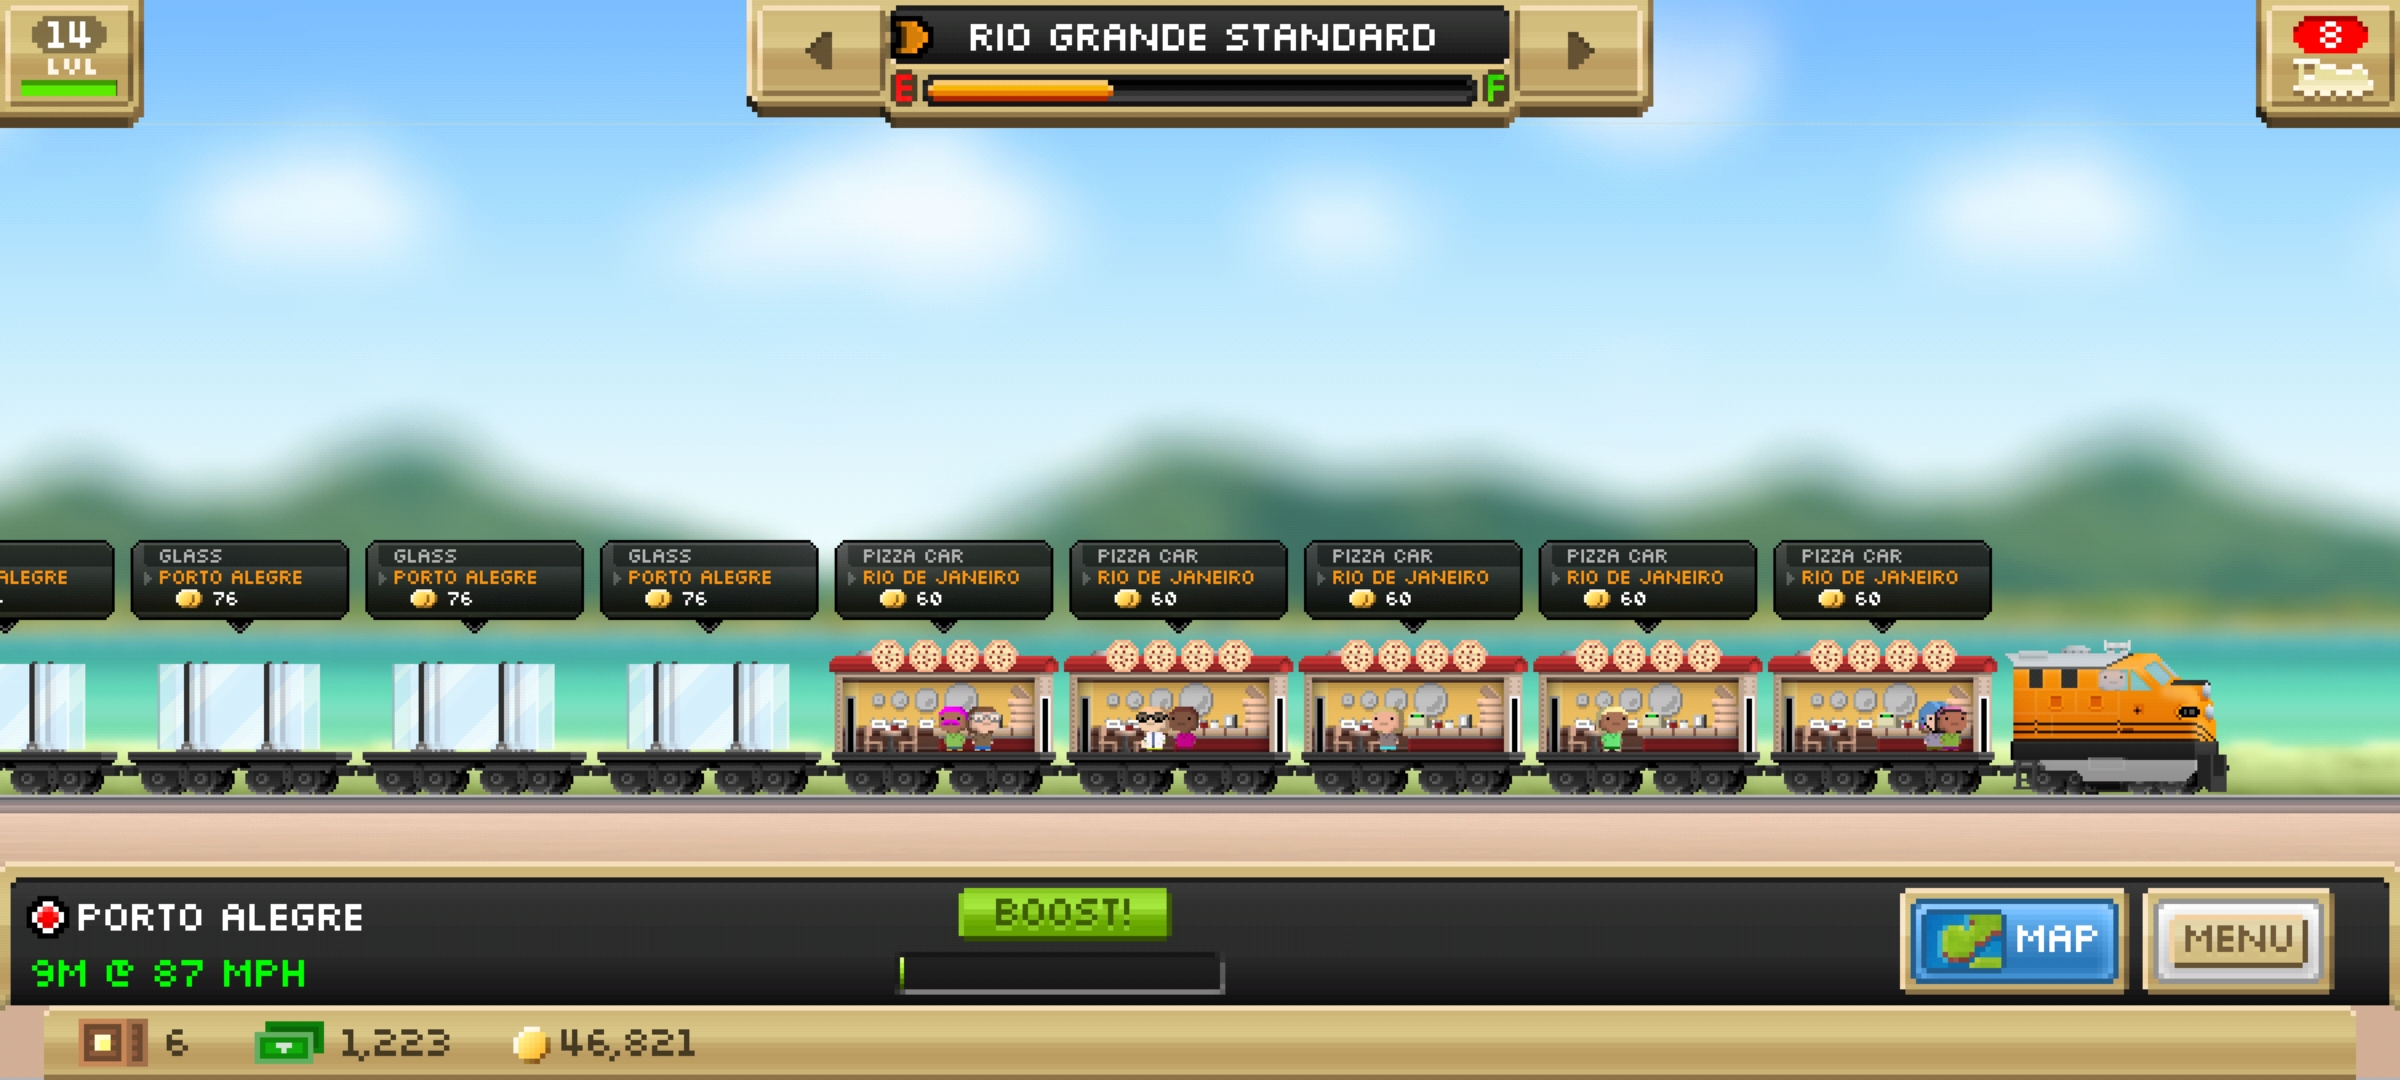 14
LVL
RIO GRANDE STANDARD
E
F
8
ALEGRE
GLASS
PORTO ALEGRE
76
GLASS
PORTO ALEGRE
76
GLASS
PORTO ALEGRE
76
PIZZA CAR
RIO DE JANEIRO
60
PIZZA CAR
RIO DE JANEIRO
60
PIZZA CAR
RIO DE JANEIRO
60
PIZZA CAR
RIO DE JANEIRO
60
PIZZA CAR
RIO DE JANEIRO
60
PORTO ALEGRE
9M @ 87 MPH
BOOST!
MAP
MENU
6
1,223
46,821